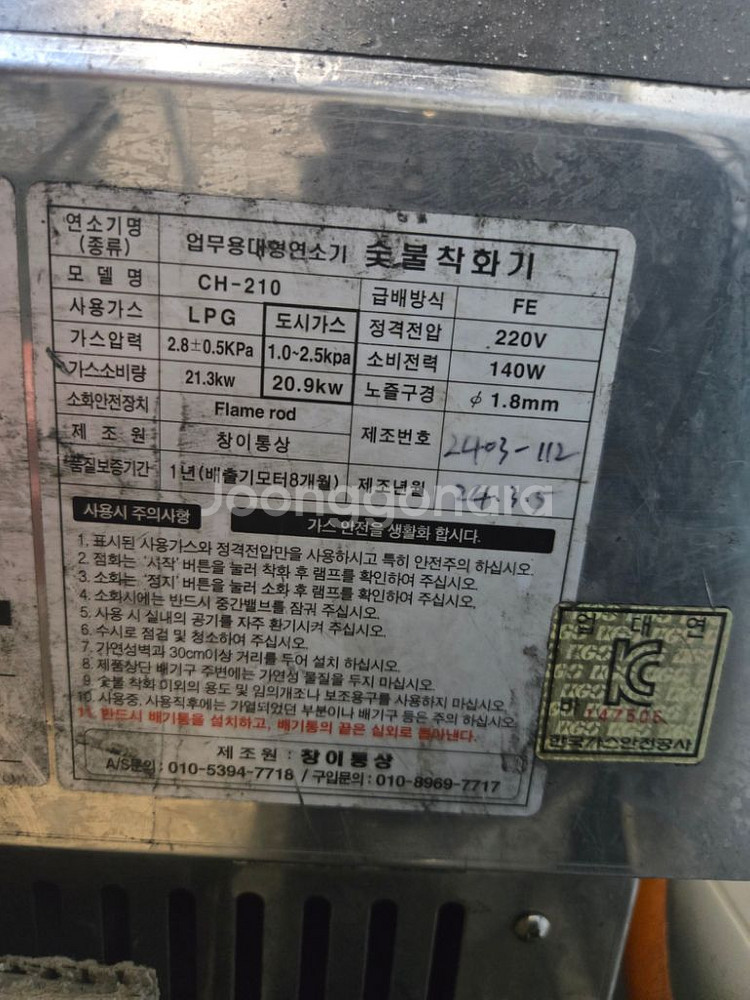 연소기명 (종류) 업무용대형연소기 숯불착화기
모델명 CH-210 급배방식 FE
사용가스 LPG 도시가스 정격전압 220V
가스압력 2.8±0.5KPa 1.0~2.5kpa 소비전력 140W
가스소비량 21.3kw 20.9kw 노즐구경 ϕ 1.8mm
소화안전장치 Flame rod
제조원 창이통상 제조번호 2403-112
품질보증기간 1년(배출기모터8개월) 제조년월 24.3.5
Joonggonara
사용시 주의사항 가스 안전을 생활화 합시다.
1. 표시된 사용가스와 정격전압만을 사용하시고 특히 안전주의 하십시오.
2. 점화는 '시작' 버튼을 눌러 착화 후 램프를 확인하여 주십시오.
3. 소화는 '정지' 버튼을 눌러 소화 후 램프를 확인하여 주십시오.
4. 소화시에는 반드시 중간밸브를 잠궈 주십시오.
5. 사용 시 실내의 공기를 자주 환기시켜 주십시오.
6. 수시로 점검 및 청소하여 주십시오.
7. 가연성벽과 30cm이상 거리를 두어 설치 하십시오.
8. 제품상단 배기구 주변에는 가연성 물질을 두지 마십시오.
9. 숯불 착화 이외의 용도 및 임의개조나 보조용구를 사용하지 마십시오.
10. 사용중, 사용직후에는 가열되었던 부분이나 배기구 등은 주의 하십시오.
11. 반드시 배기통을 설치하고, 배기통의 끝은 실외로 뽑아낸다.
제조원 : 창이통상
A/S문의 : 010-5394-7718 / 구입문의 : 010-8969-7717
업 대 연
KC
바 147506
한국가스안전공사